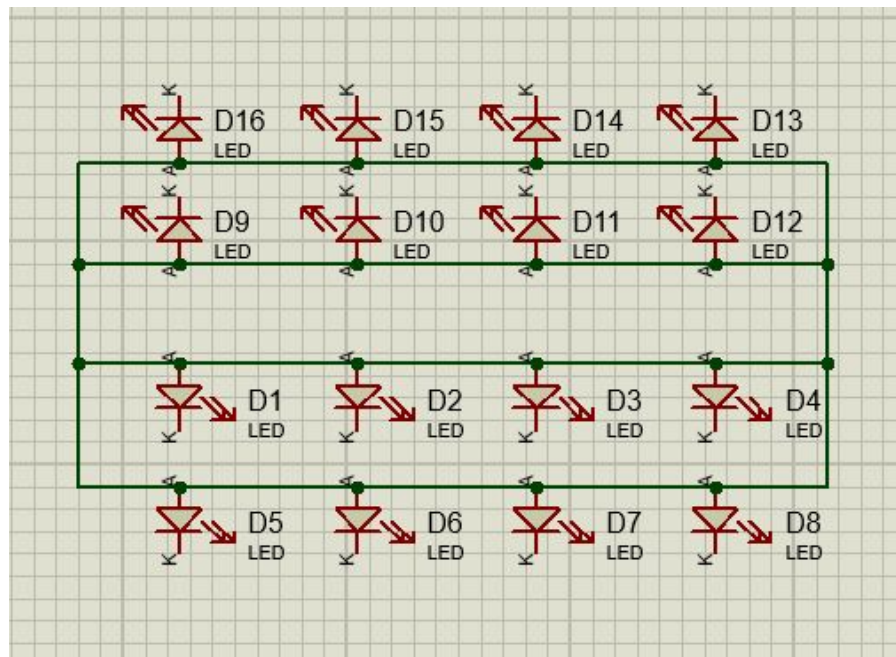 K K K K
D16 D15 D14 D13
LED LED LED LED
A A A A
K K K K
D9 D10 D11 D12
LED LED LED LED
A A A A
A A A A
D1 D2 D3 D4
LED LED LED LED
K K K K
A A A A
D5 D6 D7 D8
LED LED LED LED
K K K K